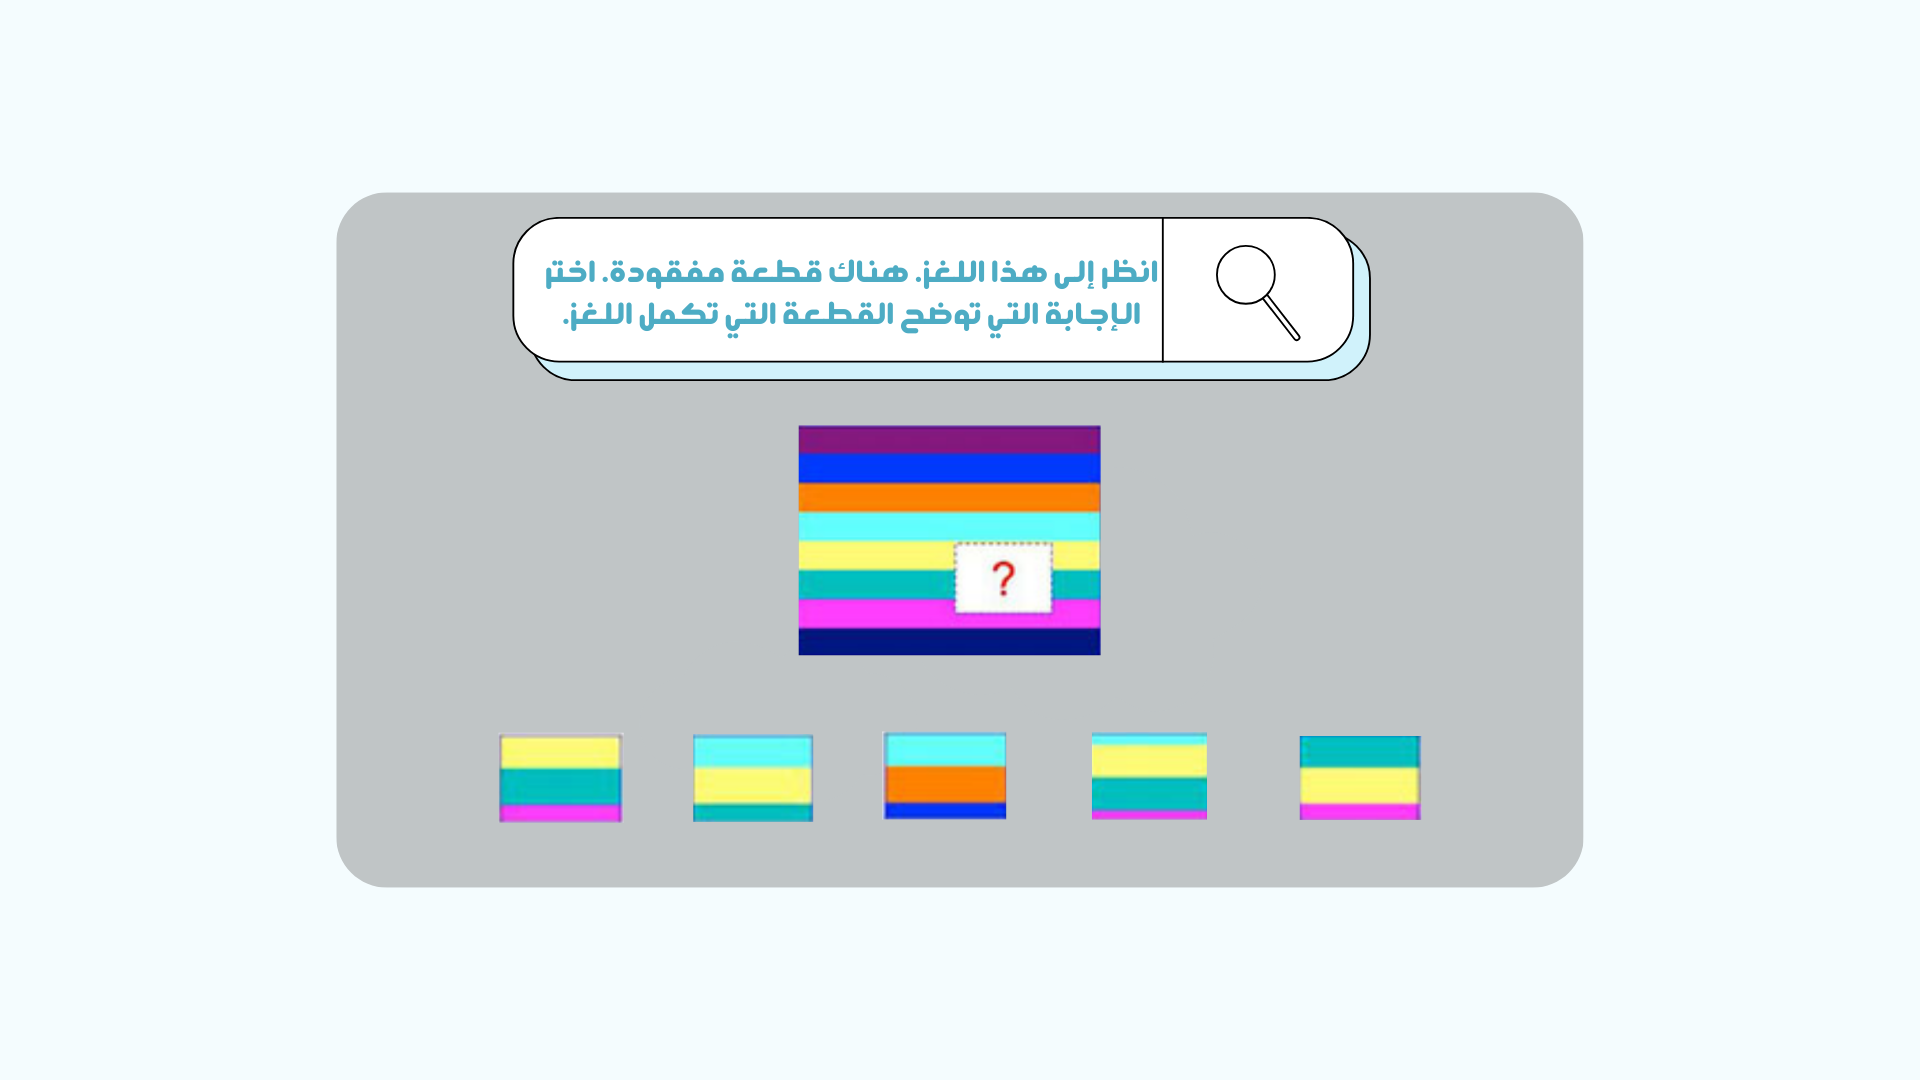 انظر إلى هذا اللغز. هناك قطعة مفقودة. اختر
الإجابة التي توضح القطعة التي تكمل اللغز.
?